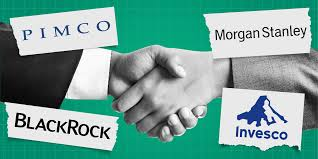 PIMCO
Morgan Stanley
BLACKROCK
Invesco